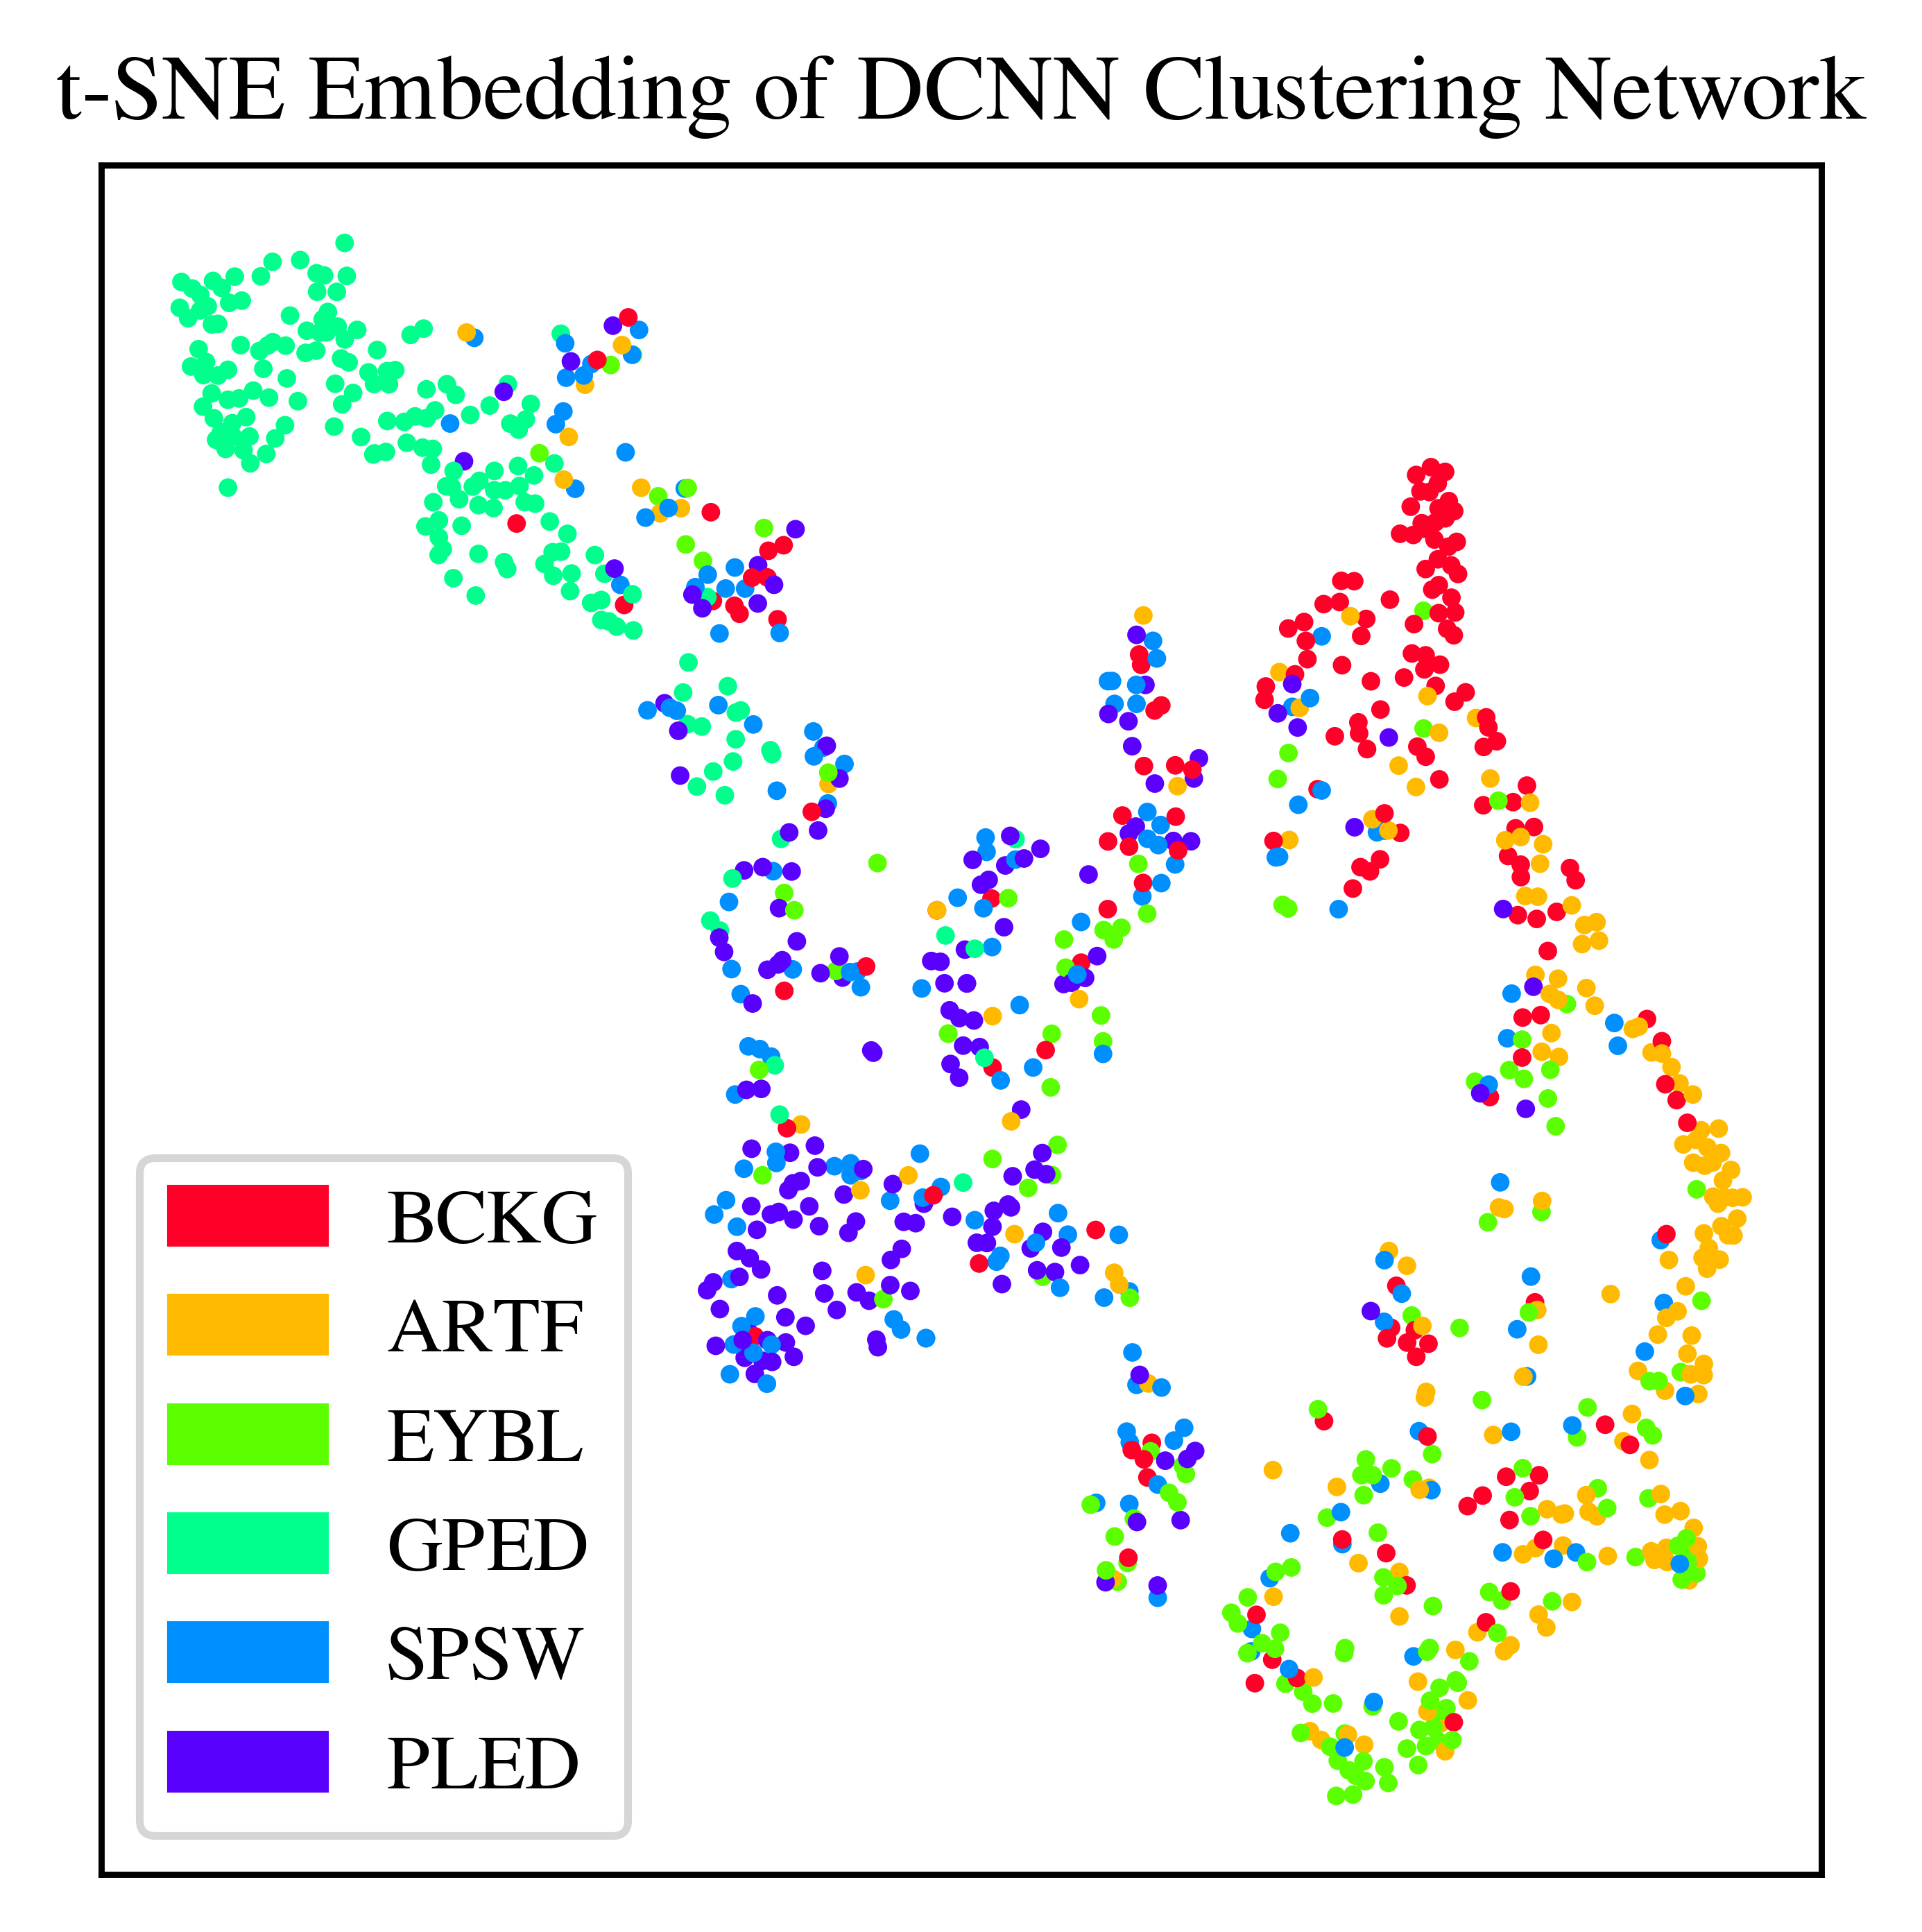 t-SNE Embedding of DCNN Clustering Network
BCKG
ARTF
EYBL
GPED
SPSW
PLED